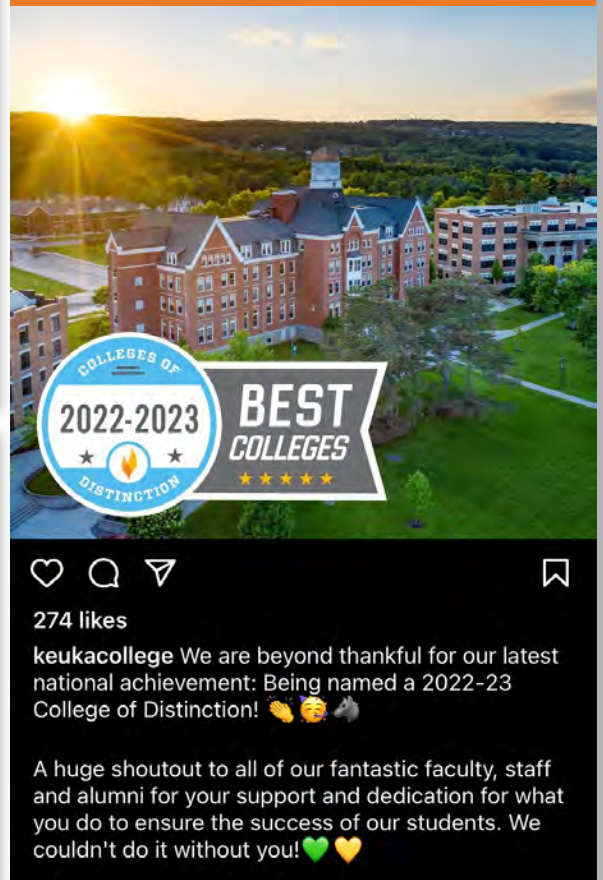 COLLEGES OF
2022-2023
DISTINCTION
BEST
COLLEGES
274 likes
keukacollege We are beyond thankful for our latest
national achievement: Being named a 2022-23
College of Distinction! 👏 🥳 🐺
A huge shoutout to all of our fantastic faculty, staff
and alumni for your support and dedication for what
you do to ensure the success of our students. We
couldn't do it without you!💚 💛